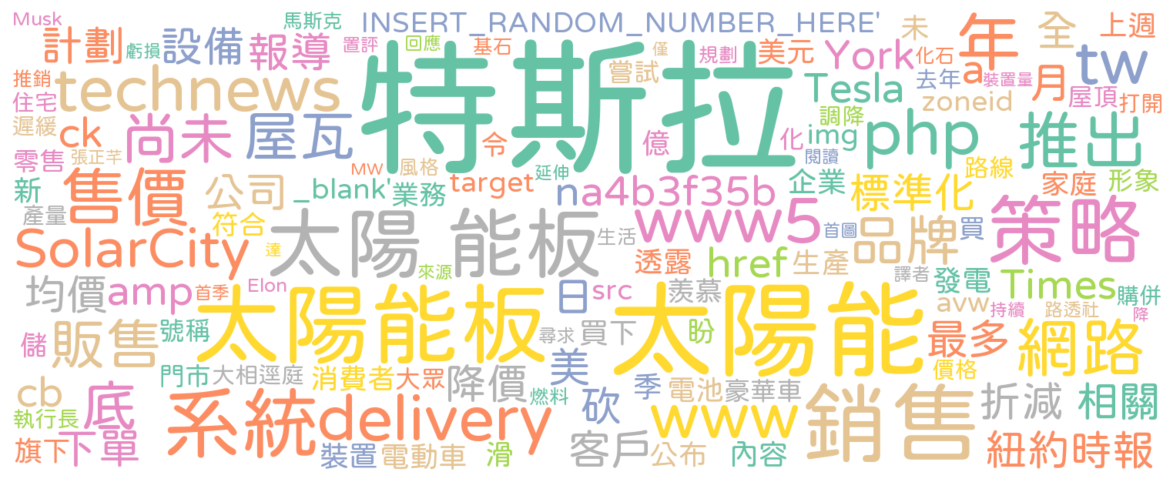 Musk 馬斯克 INSERT_RANDOM_NUMBER_HERE' 未 全 上週
計劃 虧損 設備 報導 置評 回應 基石 特斯拉 規劃 美元 York 化石 年 tw
推銷 technews 僅 嘗試 Tesla 去年 a 裝置量 月 屋頂 打開
住宅 zoneid
遲緩 ck 尚未 屋瓦 令 億 化 調降 img php 推出
零售 張正芊 MW 風格 延伸 閱讀 路線
新 售價 公司 _blank' 業務 target na4b3f35b 企業 標準化 家庭 形象
產量 符合 太陽 能板 www5 首圖 品牌 買 策略
SolarCity 達 生活 透露 href 生產 譯者 發電 Times
均價 amp 首季 Elon 來源 日 src 羨慕 avw 持續 路透社 購併 降
儲 販售 號稱 太陽能板 尋求 買下 盼 太陽能 最多 網路
門市 大相逕庭 消費者 大眾 降價 燃料 美 季 電池 豪華車 價格
cb 底 系統 delivery 砍 www 銷售 折減 相關
執行長
旗下 下單 裝置 電動車 滑 客戶 公布 內容 紐約時報